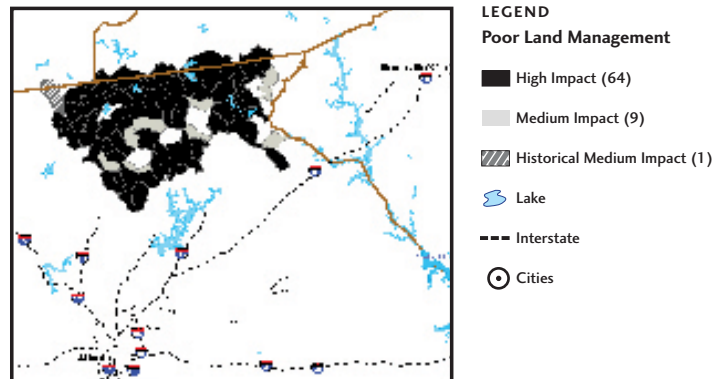 LEGEND
Poor Land Management
High Impact (64)
Medium Impact (9)
Historical Medium Impact (1)
Lake
Interstate
Cities